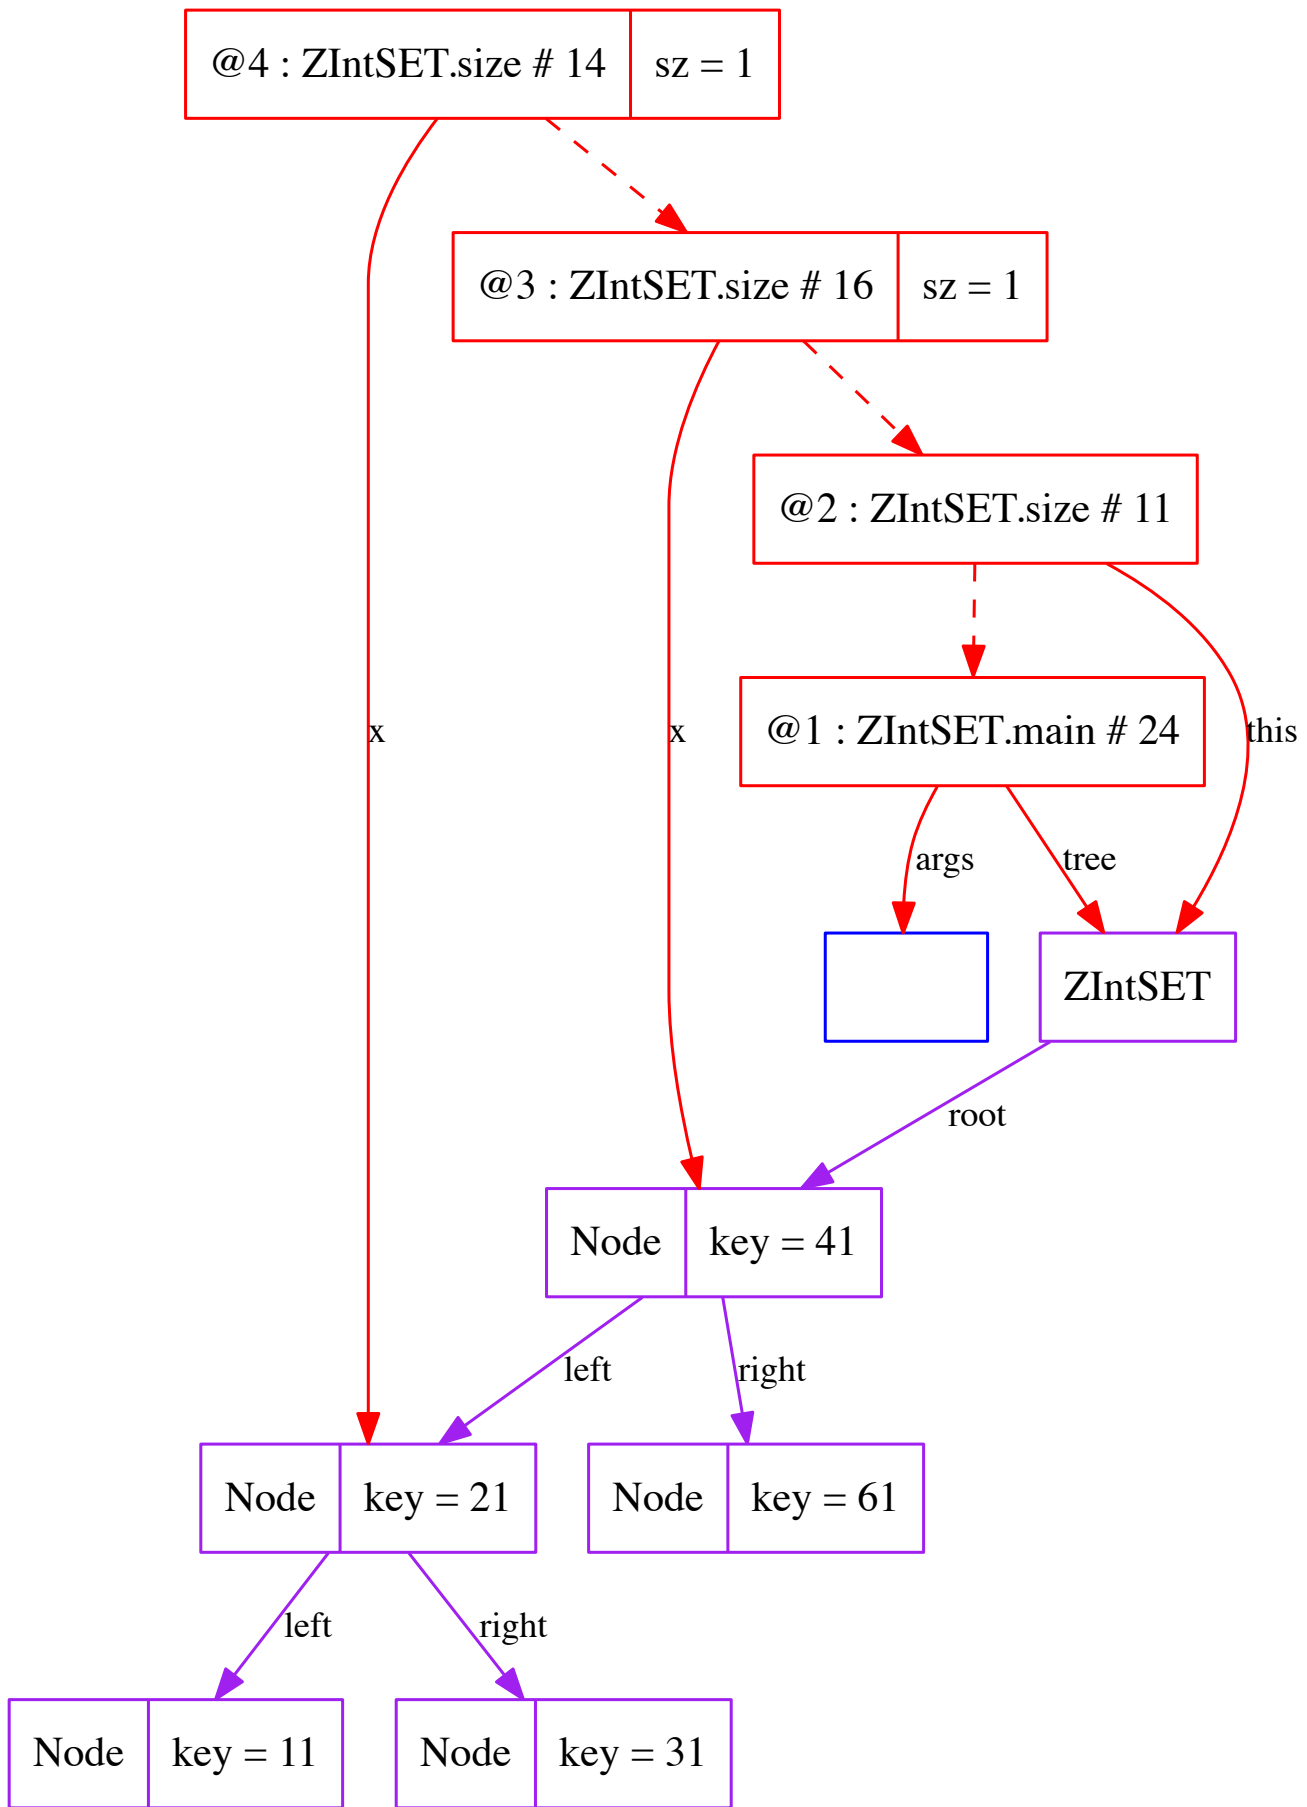 @4 : ZIntSET.size # 14 sz = 1
@3 : ZIntSET.size # 16 sz = 1
@2 : ZIntSET.size # 11
x x @1 : ZIntSET.main # 24 this
args tree
ZIntSET
root
Node key = 41
left right
Node key = 21 Node key = 61
left right
Node key = 11 Node key = 31